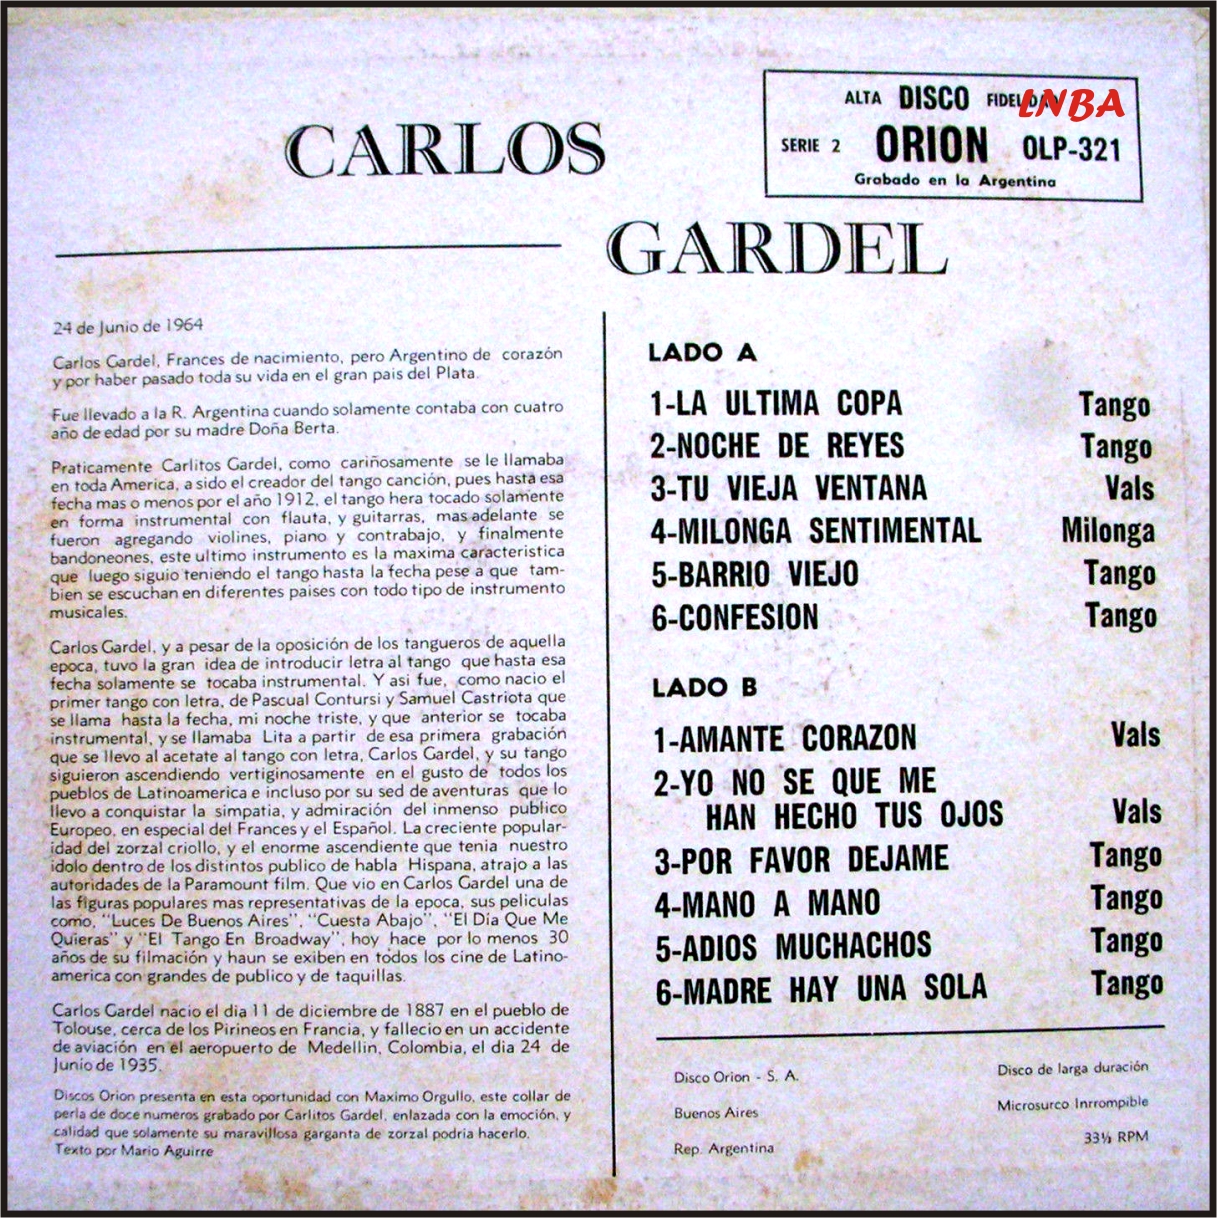 ALTA DISCO FIDELIDAD
LNBA
SERIE 2 ORION OLP-321
Grabado en la Argentina
CARLOS
GARDEL
24 de Junio de 1964
Carlos Gardel, Frances de nacimiento, pero Argentino de corazón
y por haber pasado toda su vida en el gran pais del Plata.
Fue llevado a la R. Argentina cuando solamente contaba con cuatro
año de edad por su madre Doña Berta.
Praticamente Carlitos Gardel, como cariñosamente se le llamaba
en toda America, a sido el creador del tango canción, pues hasta esa
fecha mas o menos por el año 1912, el tango hera tocado solamente
en forma instrumental con flauta, y guitarras, mas adelante se
fueron agregando violines, piano y contrabajo, y finalmente
bandoneones, este ultimo instrumento es la maxima caracteristica
que luego siguio teniendo el tango hasta la fecha pese a que tam-
bien se escuchan en diferentes paises con todo tipo de instrumento
musicales.
Carlos Gardel, y a pesar de la oposición de los tangueros de aquella
epoca, tuvo la gran idea de introducir letra al tango que hasta esa
fecha solamente se tocaba instrumental. Y asi fue, como nacio el
primer tango con letra, de Pascual Contursi y Samuel Castriota que
se llama hasta la fecha, mi noche triste, y que anterior se tocaba
instrumental, y se llamaba Lita a partir de esa primera grabación
que se llevo al acetate al tango con letra, Carlos Gardel, y su tango
siguieron ascendiendo vertiginosamente en el gusto de todos los
pueblos de Latinoamerica e incluso por su sed de aventuras que lo
llevo a conquistar la simpatia, y admiración del inmenso publico
Europeo, en especial del Frances y el Español. La creciente popular-
idad del zorzal criollo, y el enorme ascendiente que tenia nuestro
idolo dentro de los distintos publico de habla Hispana, atrajo a las
autoridades de la Paramount film. Que vio en Carlos Gardel una de
las figuras populares mas representativas de la epoca, sus peliculas
como, "Luces De Buenos Aires", "Cuesta Abajo", "El Día Que Me
Quieras" y "El Tango En Broadway", hoy hace por lo menos 30
años de su filmación y haun se exiben en todos los cine de Latino-
america con grandes de publico y de taquillas.
Carlos Gardel nacio el dia 11 de diciembre de 1887 en el pueblo de
Tolouse, cerca de los Pirineos en Francia, y fallecio en un accidente
de aviación en el aeropuerto de Medellin, Colombia, el dia 24 de
Junio de 1935.
Discos Orion presenta en esta oportunidad con Maximo Orgullo, este collar de
perla de doce numeros grabado por Carlitos Gardel, enlazada con la emoción, y
calidad que solamente su maravillosa garganta de zorzal podria hacerlo.
Texto por Mario Aguirre
LADO A
1-LA ULTIMA COPA Tango
2-NOCHE DE REYES Tango
3-TU VIEJA VENTANA Vals
4-MILONGA SENTIMENTAL Milonga
5-BARRIO VIEJO Tango
6-CONFESION Tango
LADO B
1-AMANTE CORAZON Vals
2-YO NO SE QUE ME
HAN HECHO TUS OJOS Vals
3-POR FAVOR DEJAME Tango
4-MANO A MANO Tango
5-ADIOS MUCHACHOS Tango
6-MADRE HAY UNA SOLA Tango
Disco Orion - S. A. Disco de larga duración
Buenos Aires Microsurco Inrrompible
Rep. Argentina 33⅓ RPM